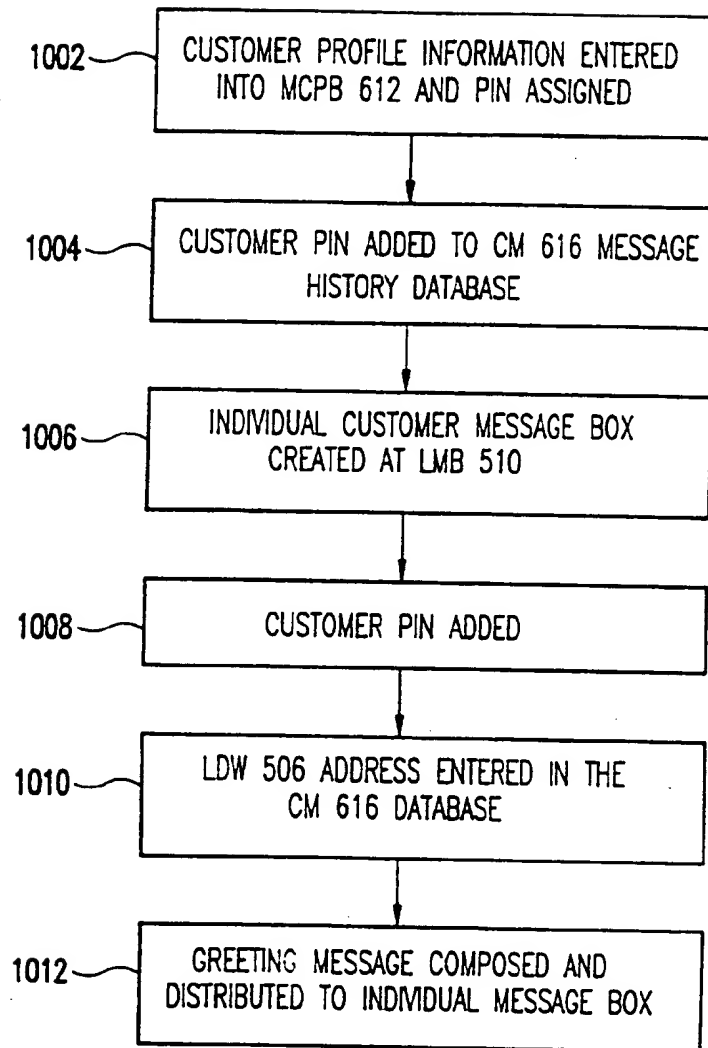 1002
CUSTOMER PROFILE INFORMATION ENTERED
INTO MCPB 612 AND PIN ASSIGNED
1004
CUSTOMER PIN ADDED TO CM 616 MESSAGE
HISTORY DATABASE
1006
INDIVIDUAL CUSTOMER MESSAGE BOX
CREATED AT LMB 510
1008
CUSTOMER PIN ADDED
1010
LDW 506 ADDRESS ENTERED IN THE
CM 616 DATABASE
1012
GREETING MESSAGE COMPOSED AND
DISTRIBUTED TO INDIVIDUAL MESSAGE BOX